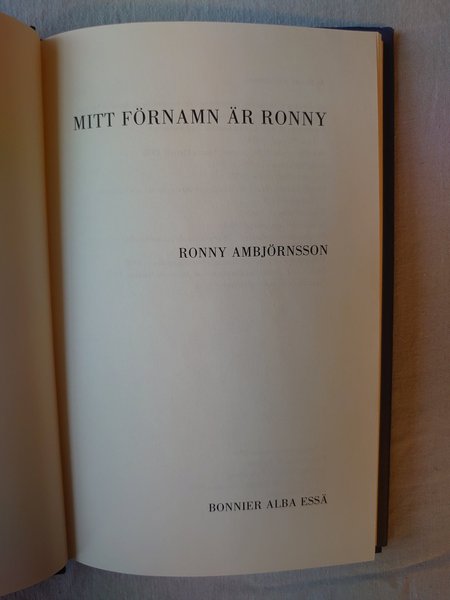 MITT FÖRNAMN ÄR RONNY
RONNY AMBJÖRNSSON
BONNIER ALBA ESSÄ